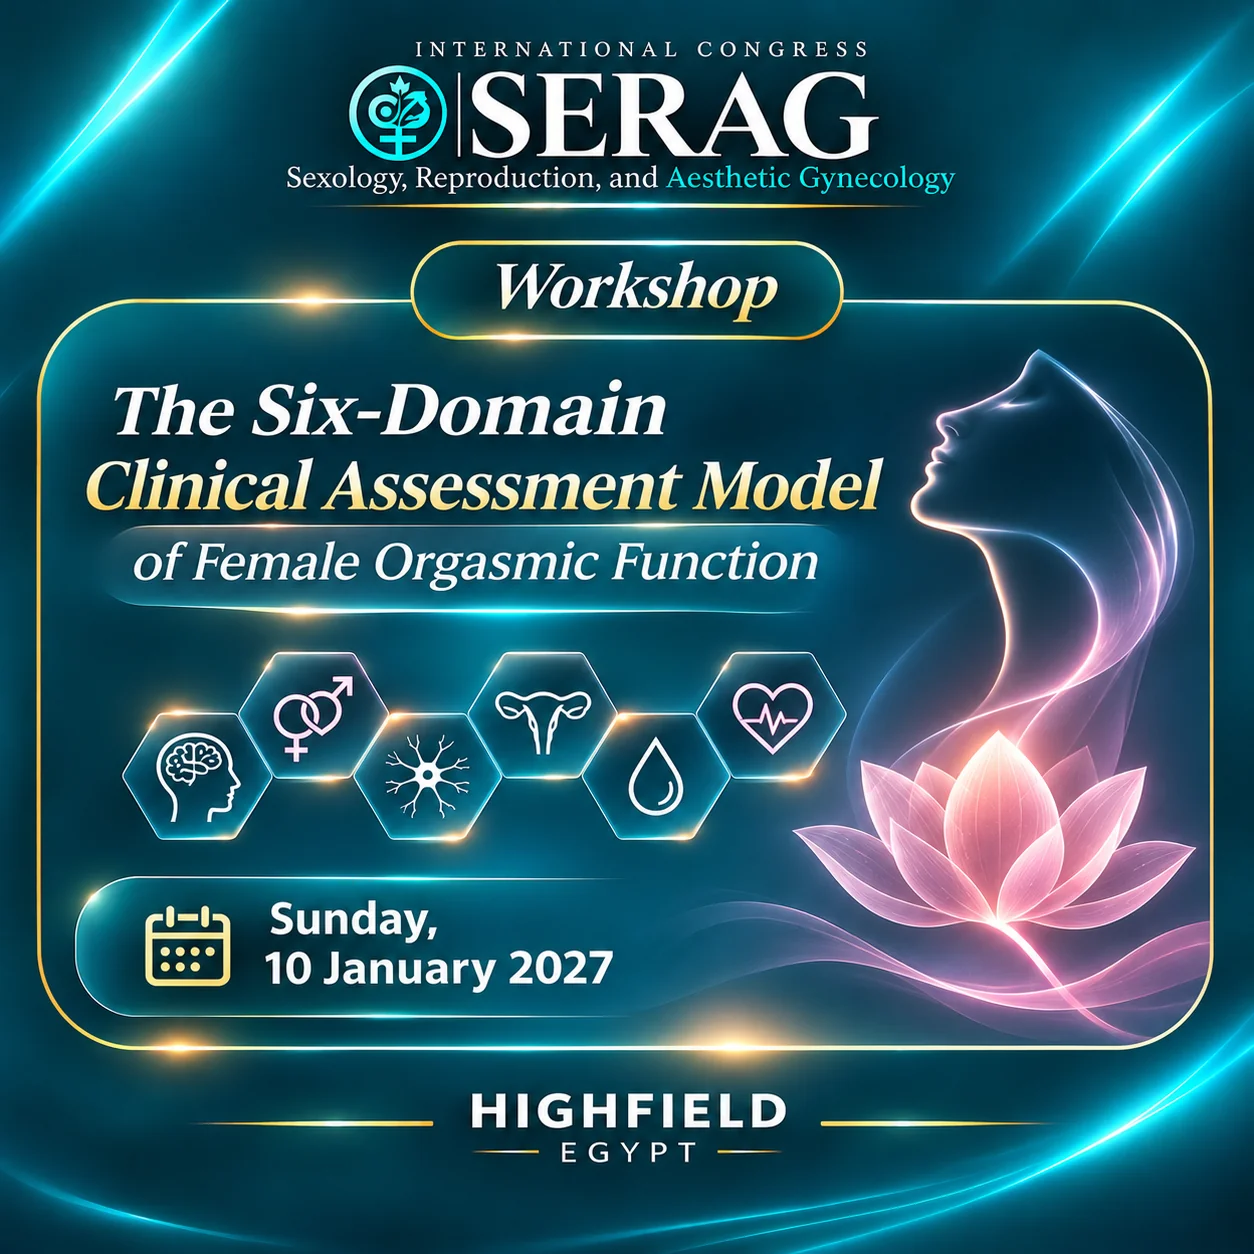 INTERNATIONAL CONGRESS
SERAG
Sexology, Reproduction, and Aesthetic Gynecology
Workshop
The Six-Domain
Clinical Assessment Model
of Female Orgasmic Function
Sunday,
10 January 2027
HIGHFIELD
EGYPT